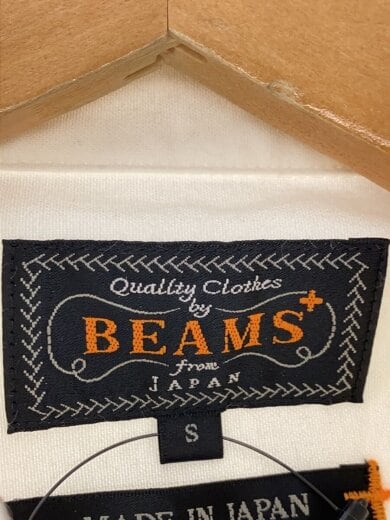 Quality Clothes
by
BEAMS+
from
JAPAN
S
MADE IN JAPAN